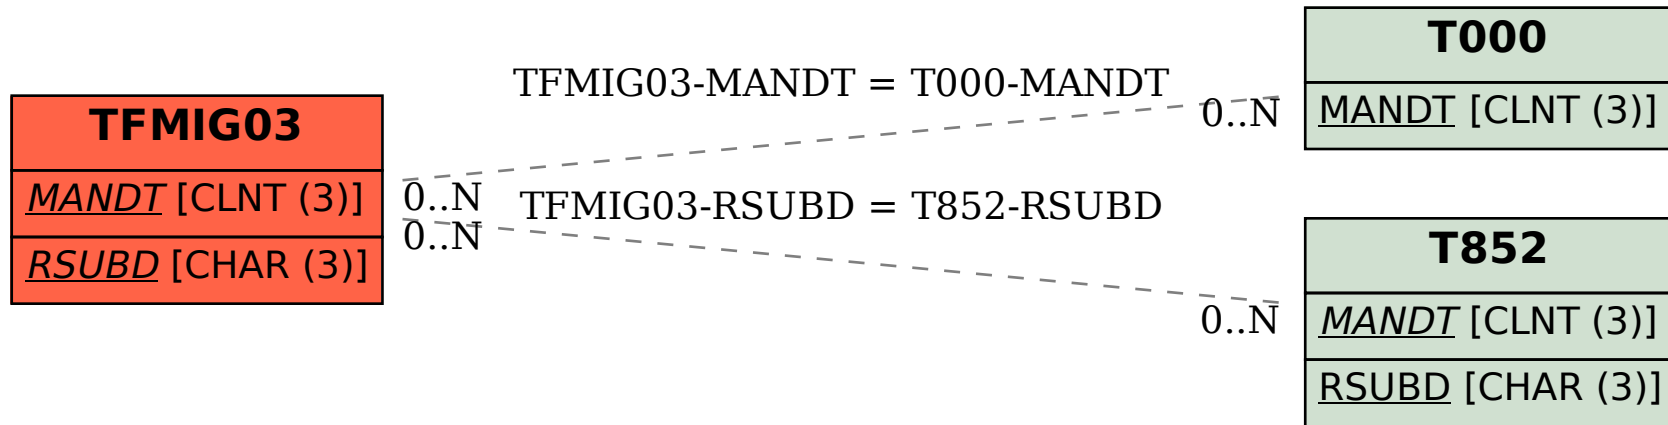 TFMIG03
MANDT [CLNT (3)]
RSUBD [CHAR (3)]
TFMIG03-MANDT = T000-MANDT
0..N
0..N
TFMIG03-RSUBD = T852-RSUBD
0..N
0..N
T000
MANDT [CLNT (3)]
T852
MANDT [CLNT (3)]
RSUBD [CHAR (3)]